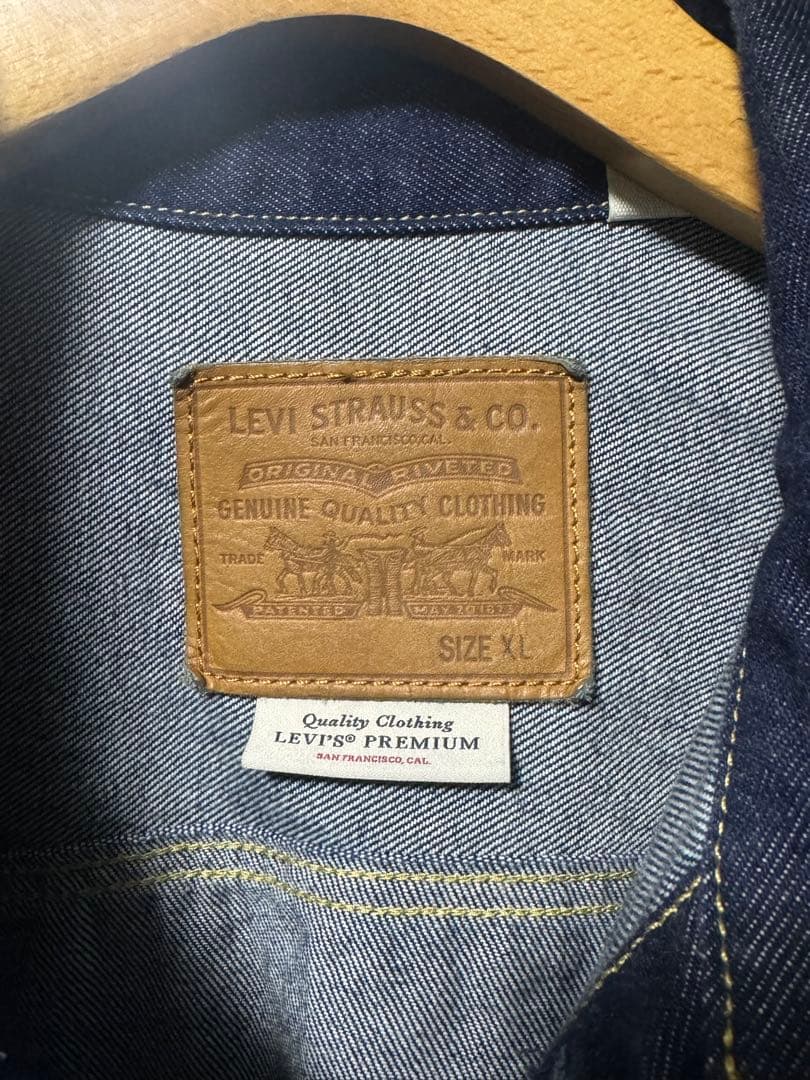 LEVI STRAUSS & CO.
SAN FRANCISCO, CAL.
ORIGINAL RIVETED
GENUINE QUALITY CLOTHING
TRADE MARK
PATENTED MAY 20 1873
SIZE XL
Quality Clothing
LEVI'S® PREMIUM
SAN FRANCISCO, CAL.